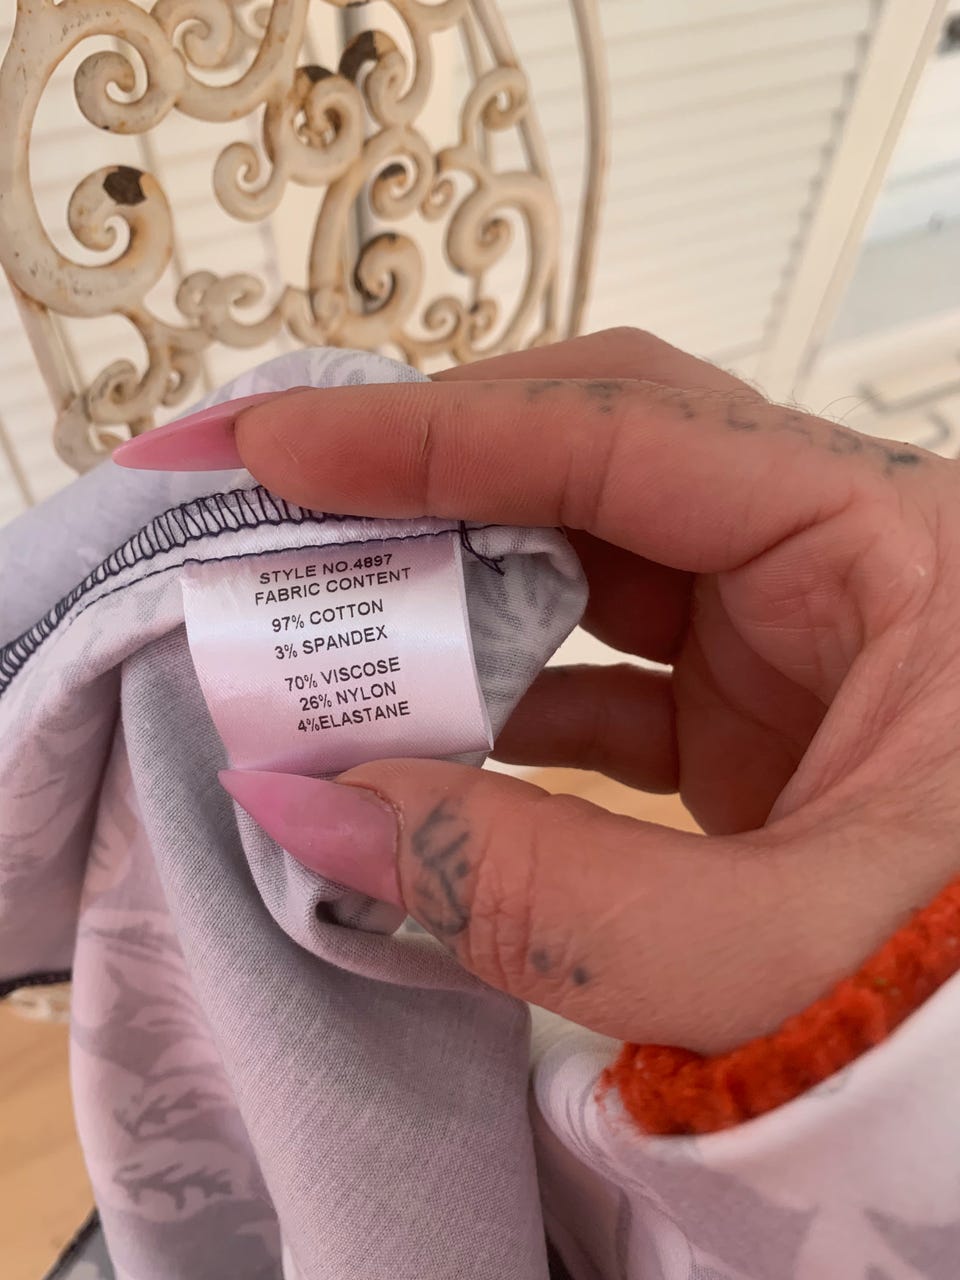 STYLE NO.4897
FABRIC CONTENT
97% COTTON
3% SPANDEX
70% VISCOSE
26% NYLON
4%ELASTANE